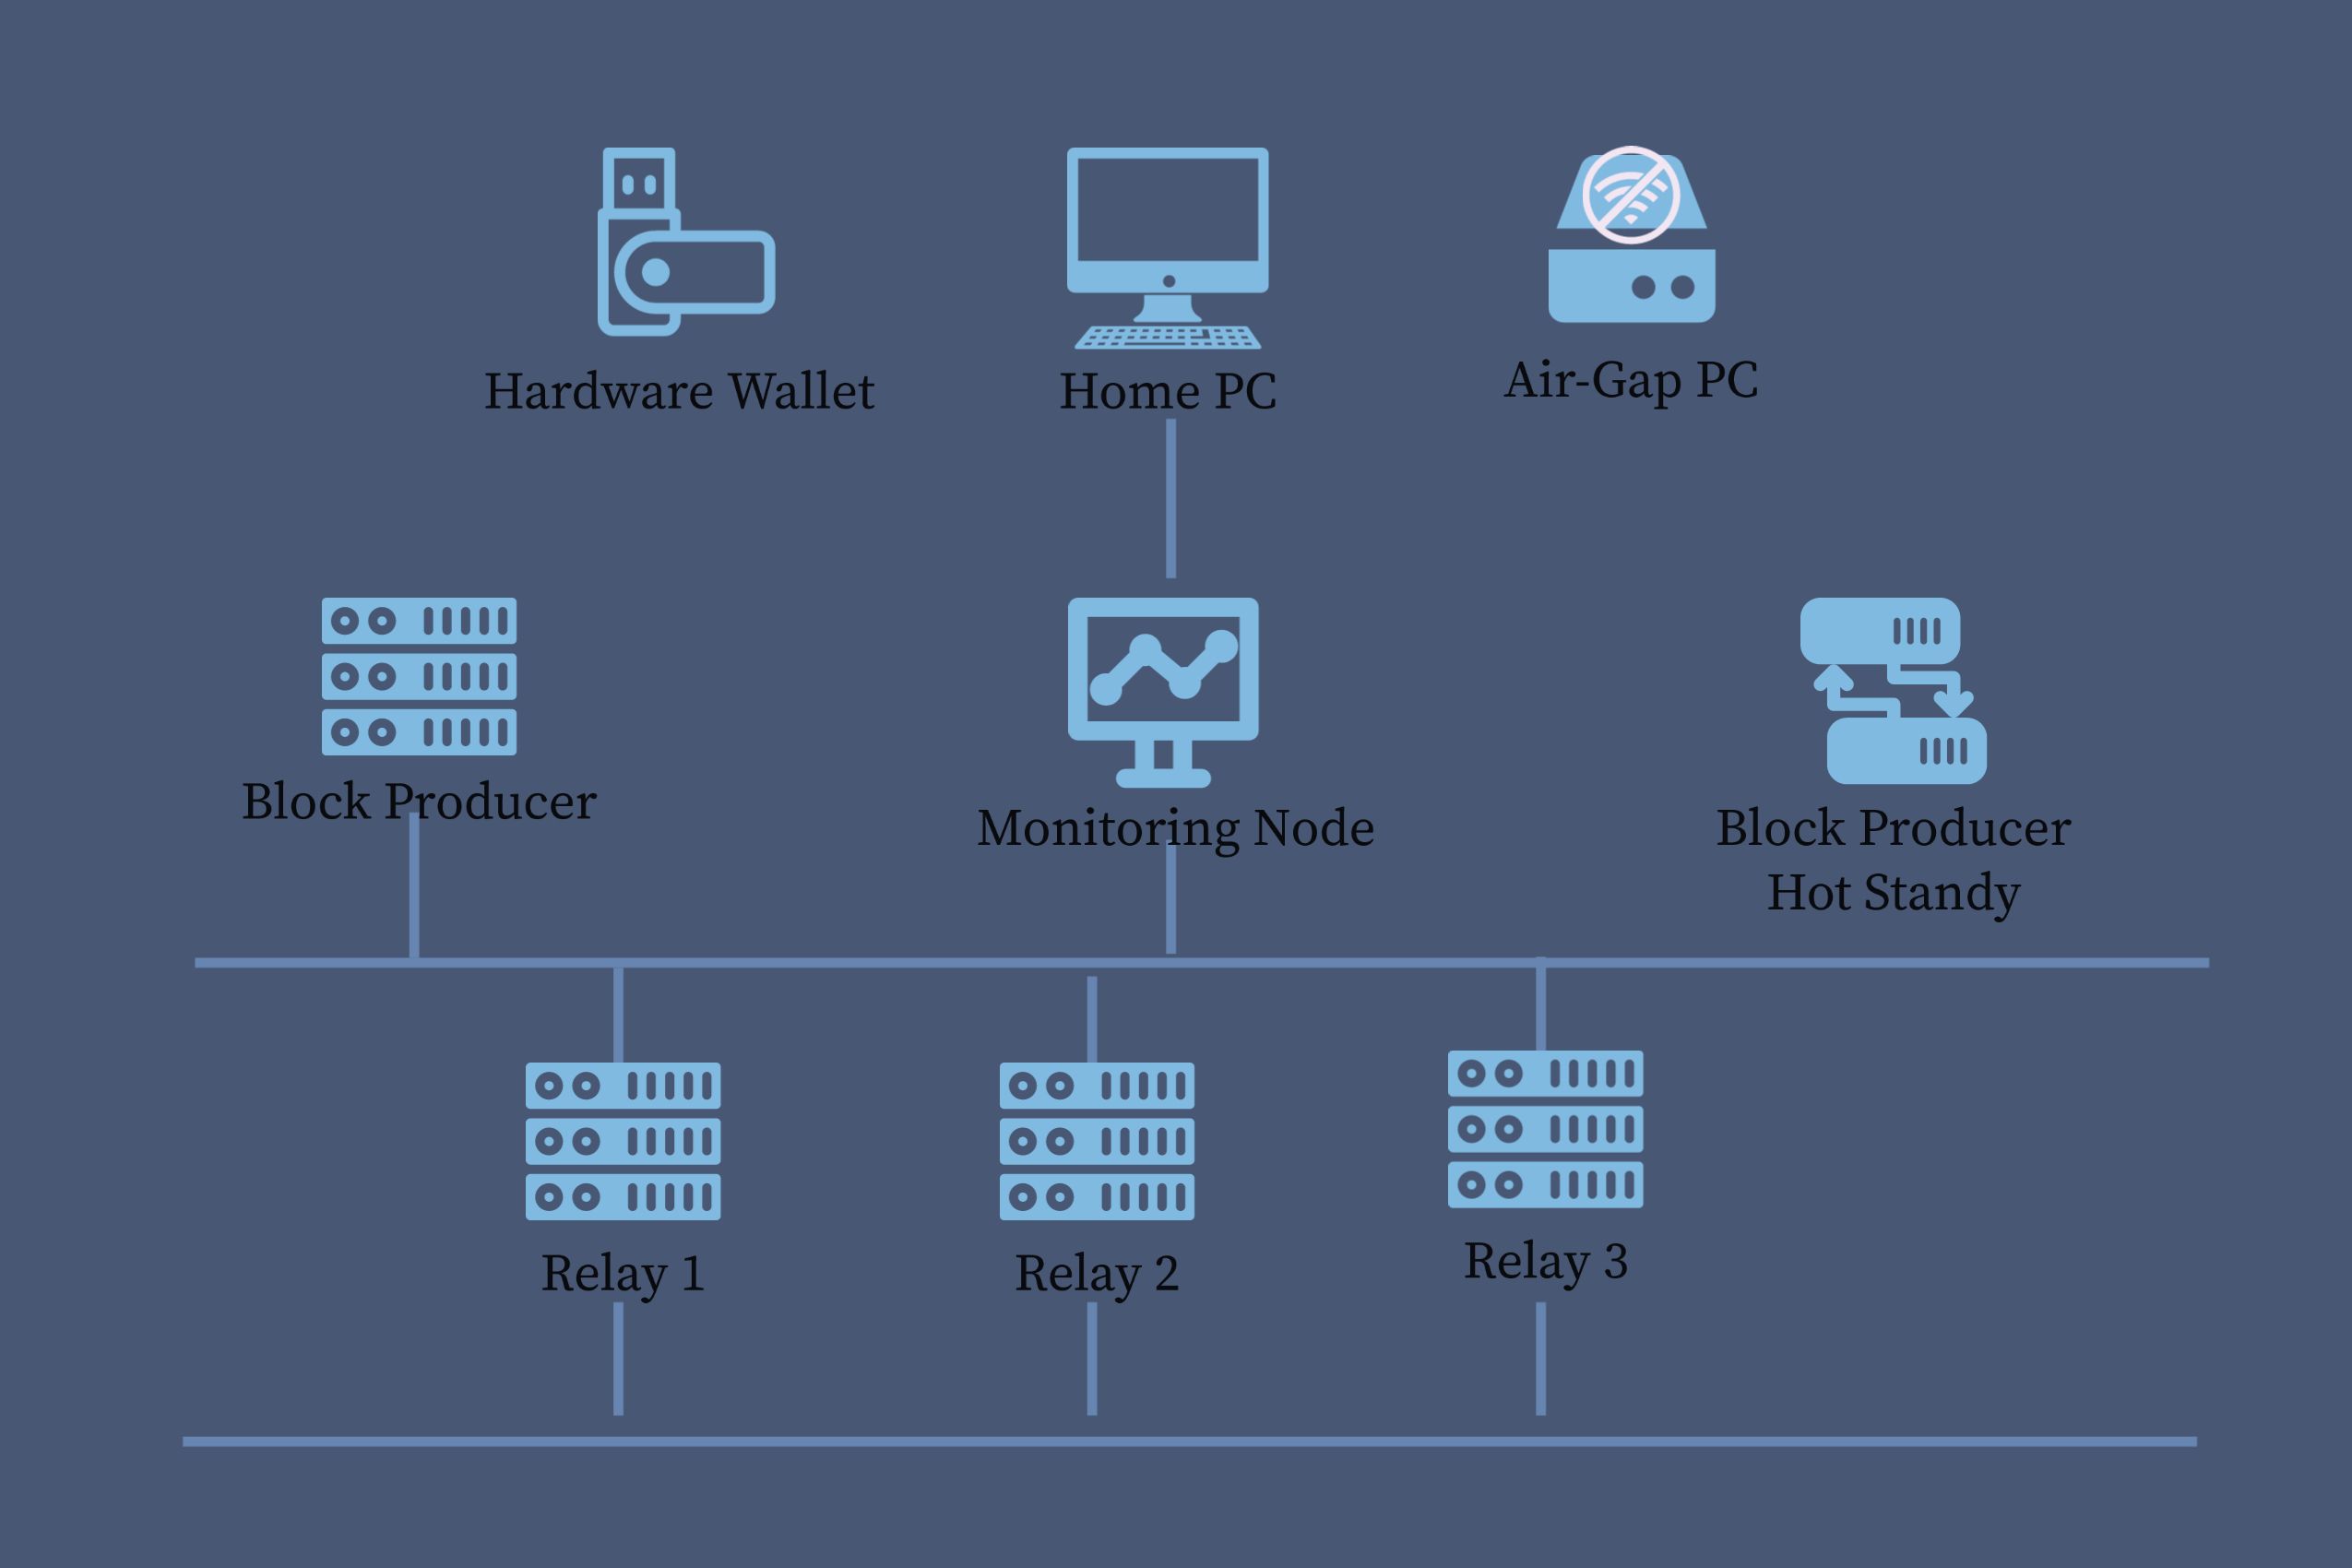 Hardware Wallet
Home PC
Air-Gap PC
Block Producer
Monitoring Node
Block Producer
Hot Standy
Relay 1
Relay 2
Relay 3